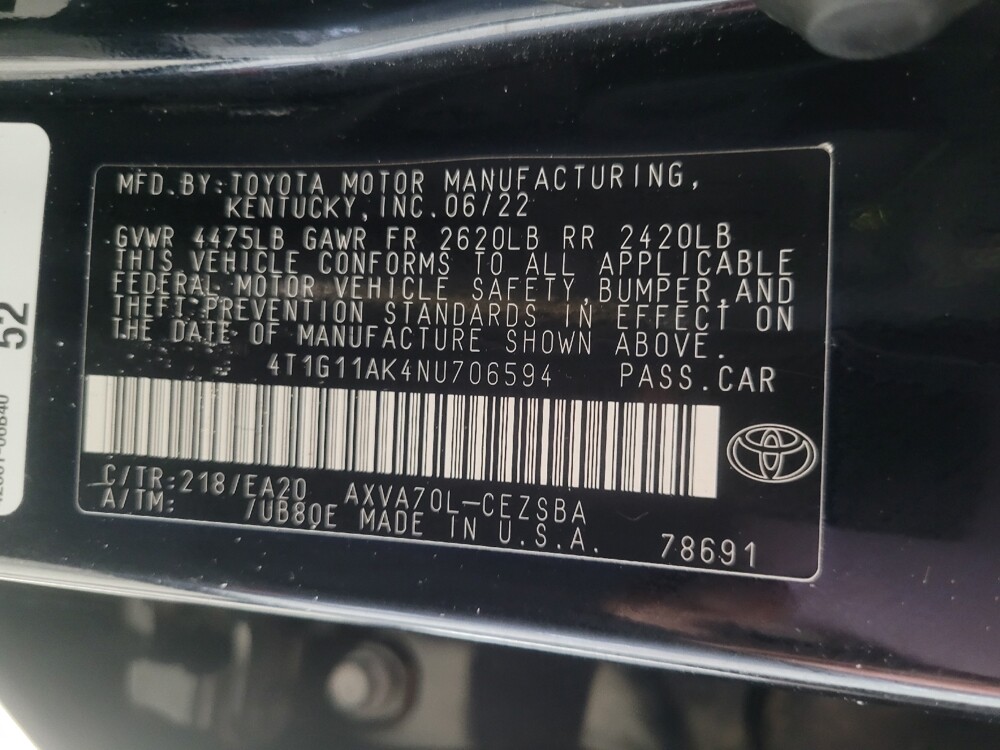 MFD.BY:TOYOTA MOTOR MANUFACTURING,
KENTUCKY, INC. 06/22
GVWR 4475LB GAWR FR 2620LB RR 2420LB
THIS VEHICLE CONFORMS TO ALL APPLICABLE
FEDERAL MOTOR VEHICLE SAFETY, BUMPER, AND
THEFT PREVENTION STANDARDS IN EFFECT ON
THE DATE OF MANUFACTURE SHOWN ABOVE.
4T1G11AK4NU706594 PASS.CAR
C/TR:218/EA20 AXVA70L-CEZSBA
A/TM: /UB80E MADE IN U.S.A. 78691
52